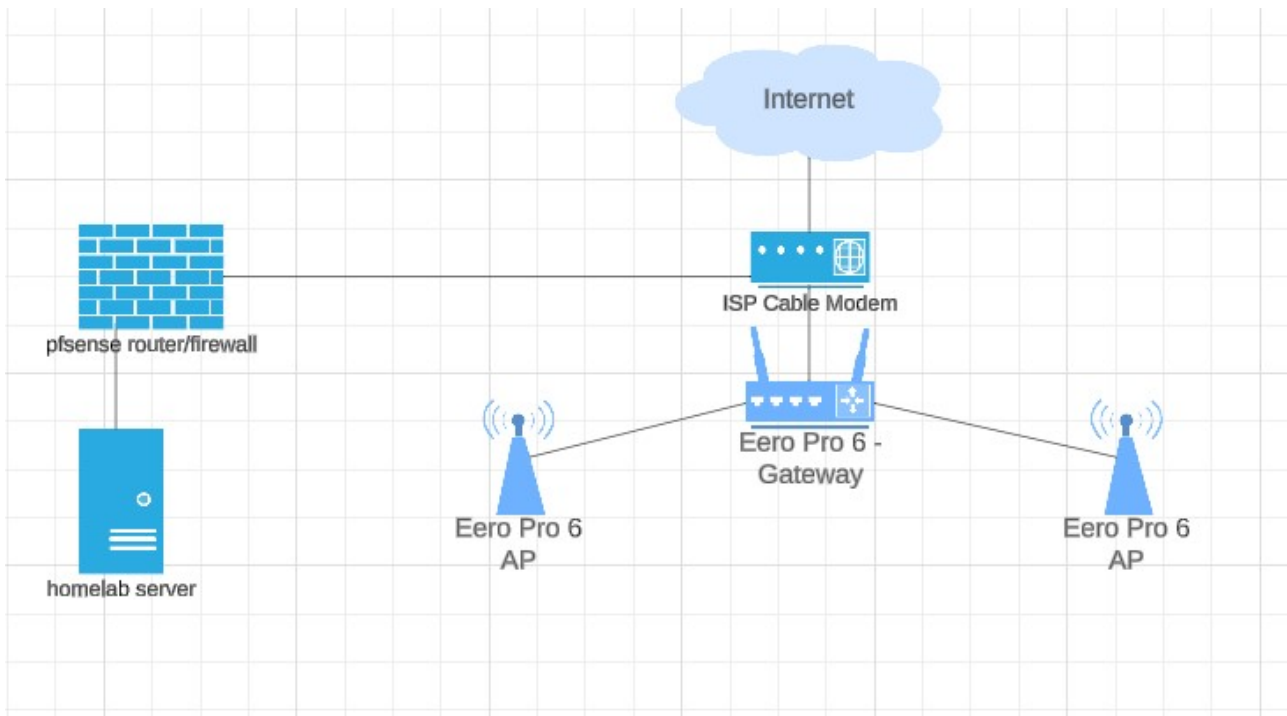 Internet
ISP Cable Modem
pfsense router/firewall
Eero Pro 6 -
Gateway
Eero Pro 6
AP
Eero Pro 6
AP
homelab server